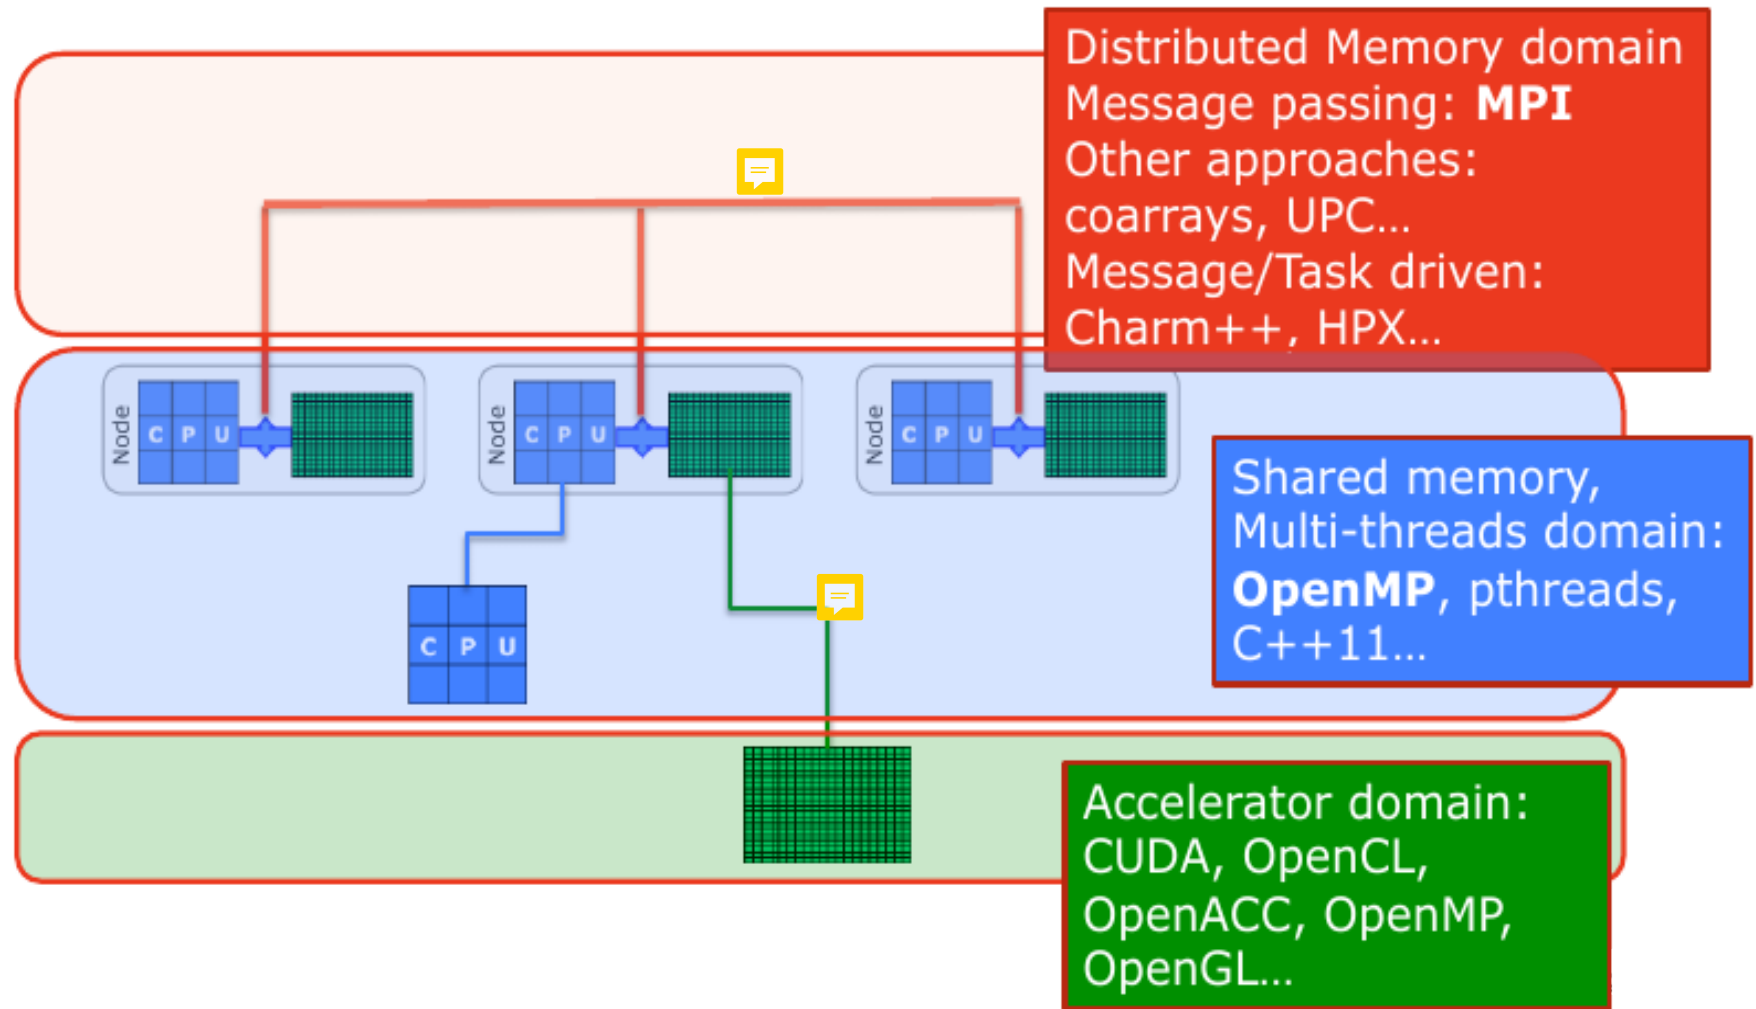 Distributed Memory domain
Message passing: MPI
Other approaches:
coarrays, UPC...
Message/Task driven:
Charm++, HPX...
Node
C P U
Node
C P U
Node
C P U
Shared memory,
Multi-threads domain:
OpenMP, pthreads,
C++11...
C P U
Accelerator domain:
CUDA, OpenCL,
OpenACC, OpenMP,
OpenGL...